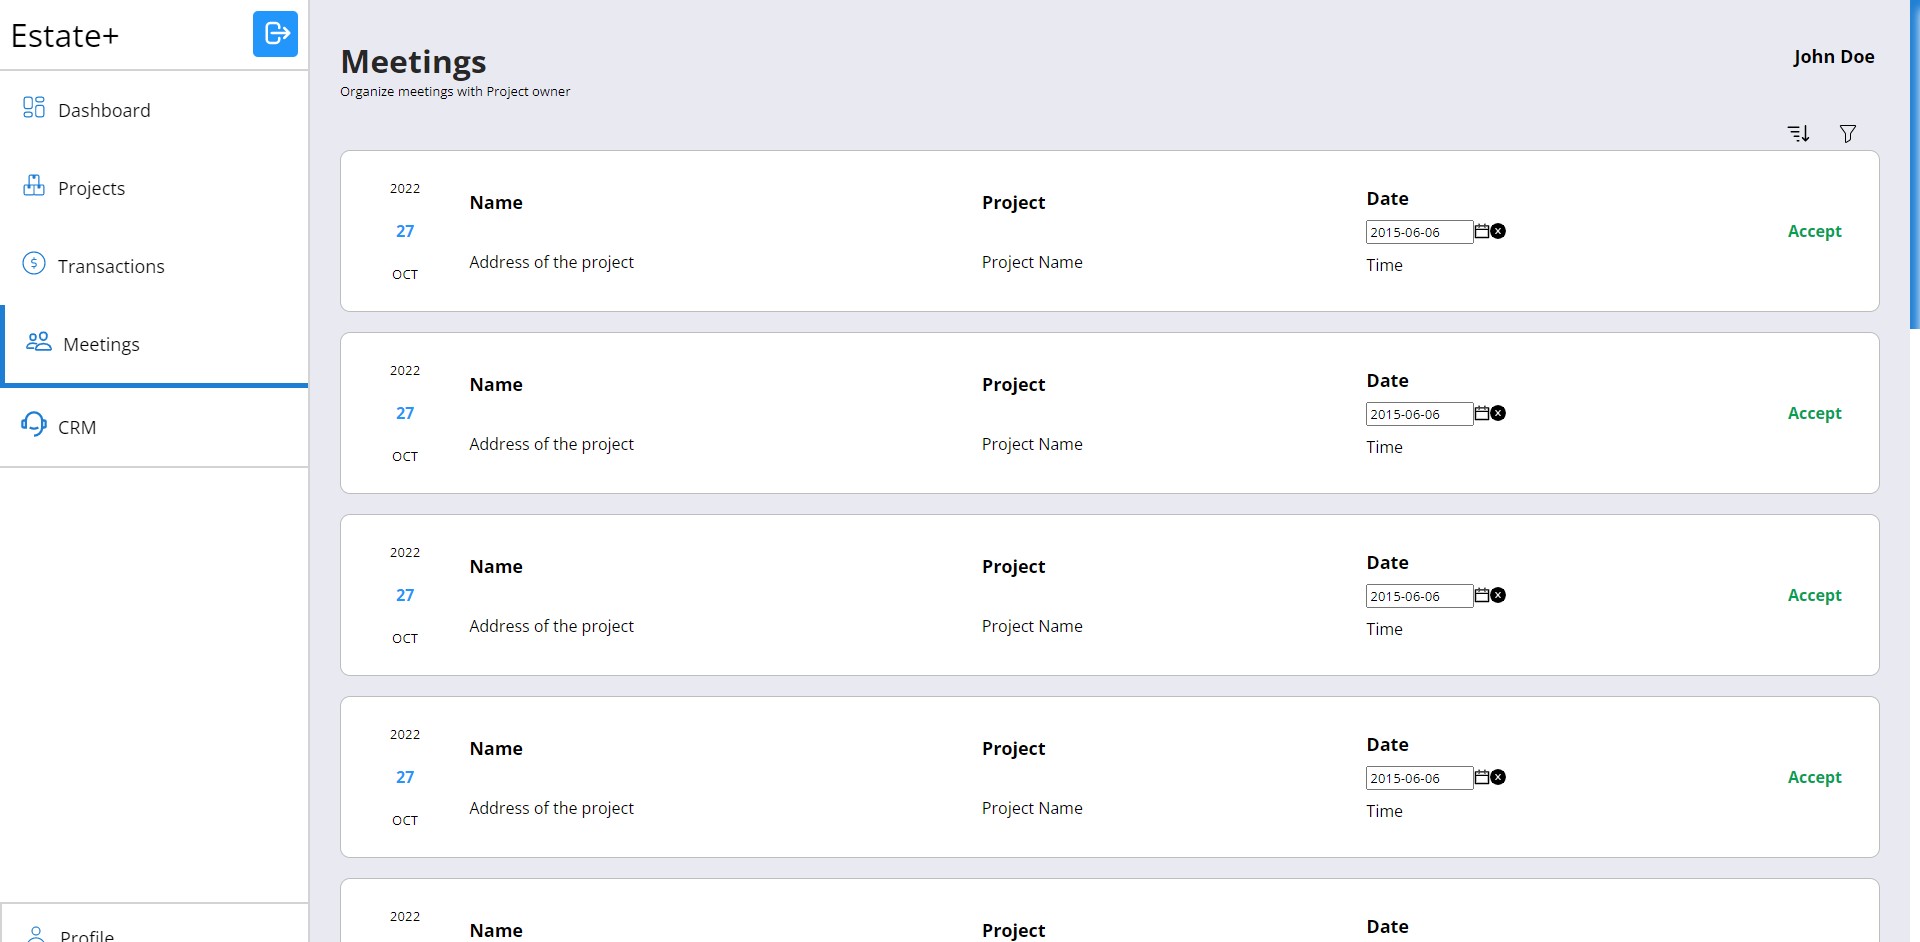 Estate+
Dashboard
Projects
Transactions
Meetings
CRM
Profile
Meetings
Organize meetings with Project owner
John Doe
2022
27
OCT
Name
Address of the project
Project
Project Name
Date
2015-06-06
Time
Accept
2022
27
OCT
Name
Address of the project
Project
Project Name
Date
2015-06-06
Time
Accept
2022
27
OCT
Name
Address of the project
Project
Project Name
Date
2015-06-06
Time
Accept
2022
27
OCT
Name
Address of the project
Project
Project Name
Date
2015-06-06
Time
Accept
2022
Name
Project
Date